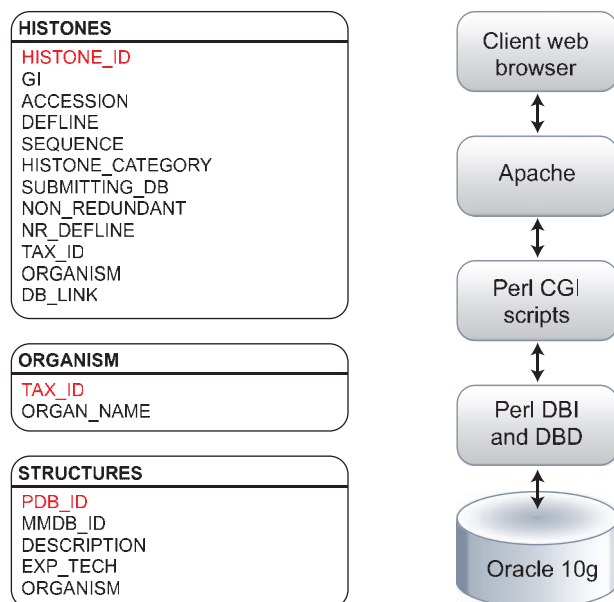 HISTONES
HISTONE_ID
GI
ACCESSION
DEFLINE
SEQUENCE
HISTONE_CATEGORY
SUBMITTING_DB
NON_REDUNDANT
NR_DEFLINE
TAX_ID
ORGANISM
DB_LINK
ORGANISM
TAX_ID
ORGAN_NAME
STRUCTURES
PDB_ID
MMDB_ID
DESCRIPTION
EXP_TECH
ORGANISM
Client web
browser
Apache
Perl CGI
scripts
Perl DBI
and DBD
Oracle 10g